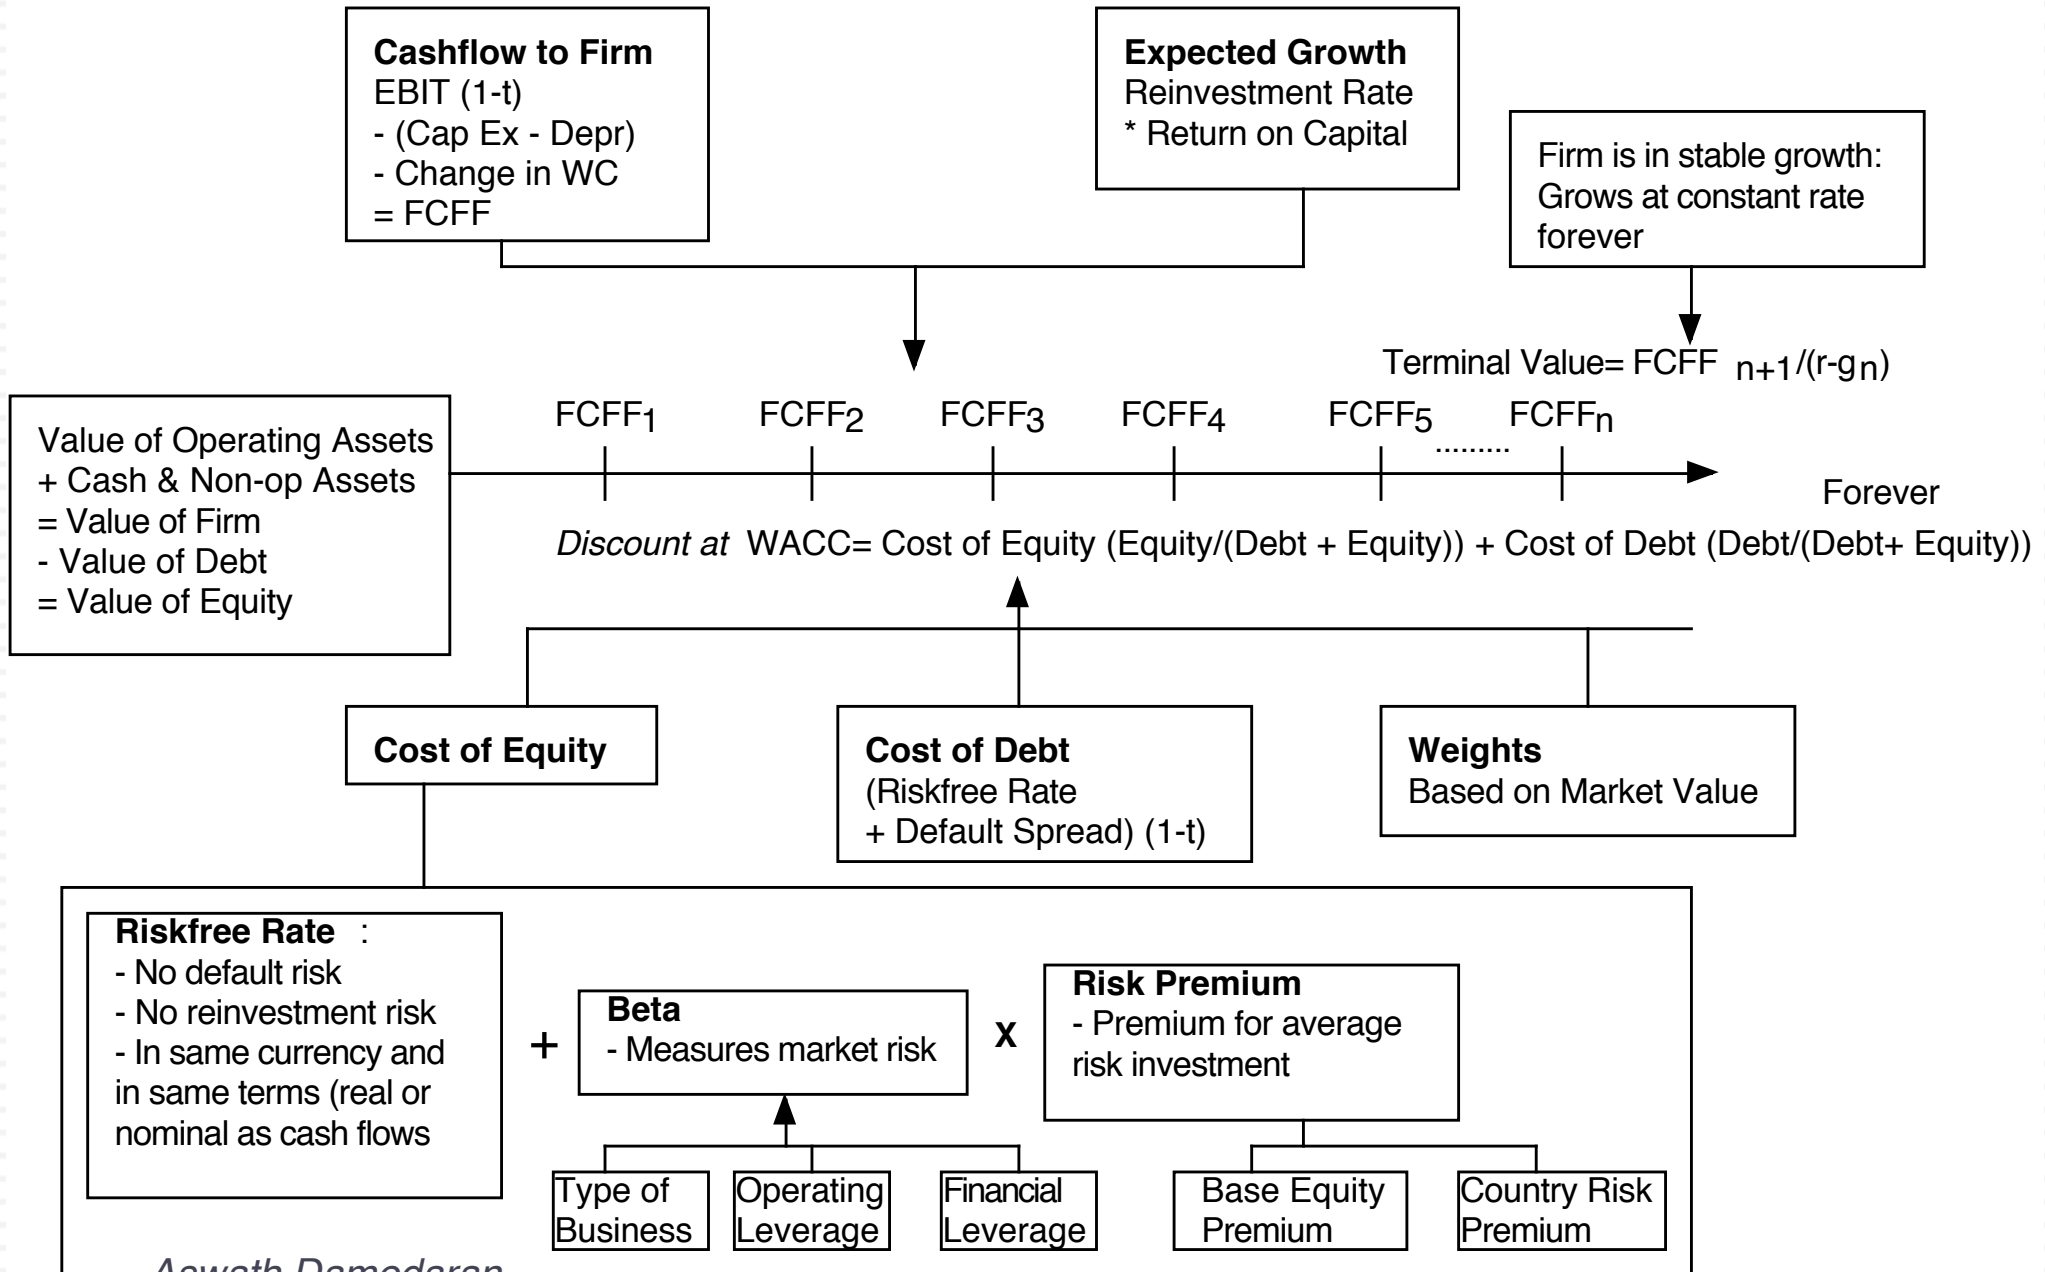 Cashflow to Firm
EBIT (1-t)
- (Cap Ex - Depr)
- Change in WC
= FCFF
Expected Growth
Reinvestment Rate
* Return on Capital
Firm is in stable growth:
Grows at constant rate
forever
Terminal Value= FCFF n+1/(r-gn)
FCFF1 FCFF2 FCFF3 FCFF4 FCFF5 ......... FCFFn
Forever
Value of Operating Assets
+ Cash & Non-op Assets
= Value of Firm
- Value of Debt
= Value of Equity
Discount at WACC= Cost of Equity (Equity/(Debt + Equity)) + Cost of Debt (Debt/(Debt+ Equity))
Cost of Equity
Cost of Debt
(Riskfree Rate
+ Default Spread) (1-t)
Weights
Based on Market Value
Riskfree Rate :
- No default risk
- No reinvestment risk
- In same currency and
in same terms (real or
nominal as cash flows
+
Beta
- Measures market risk
X
Risk Premium
- Premium for average
risk investment
Type of
Business
Operating
Leverage
Financial
Leverage
Base Equity
Premium
Country Risk
Premium
Aswath Damodaran